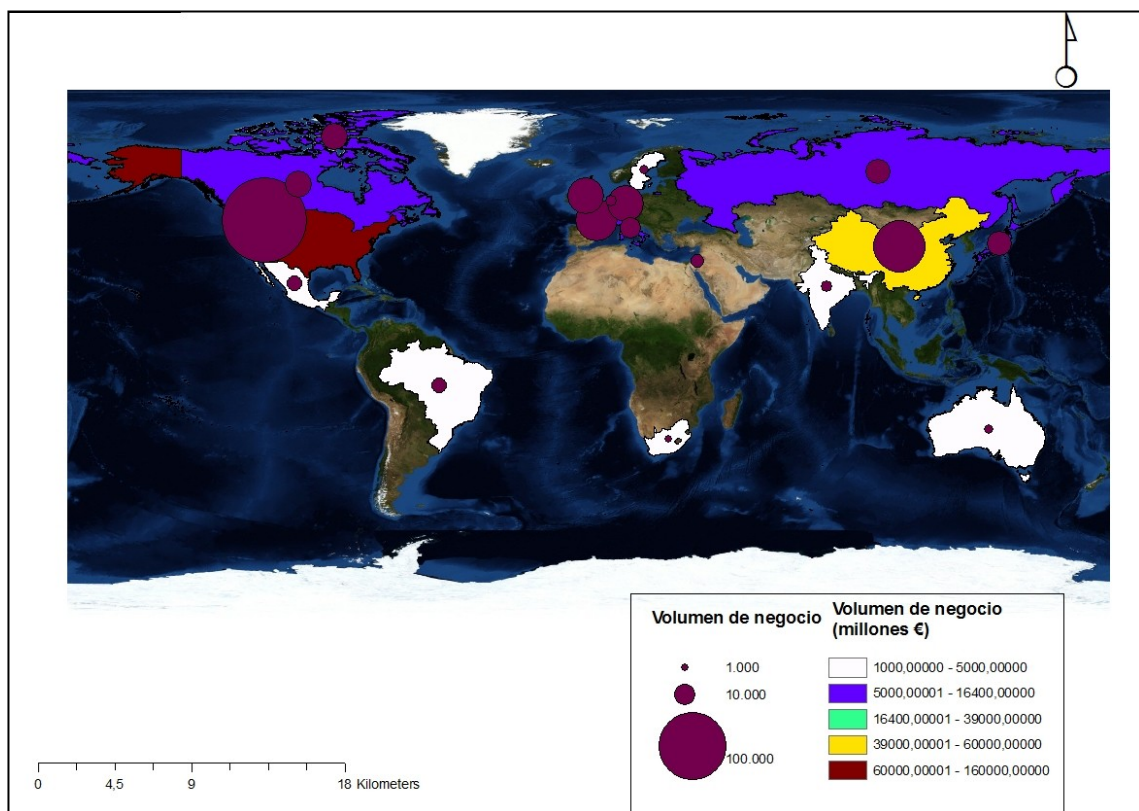 Volumen de negocio
1.000
10.000
100.000
Volumen de negocio
(millones €)
1000,00000 - 5000,00000
5000,00001 - 16400,00000
16400,00001 - 39000,00000
39000,00001 - 60000,00000
60000,00001 - 160000,00000
0 4,5 9 18 Kilometers